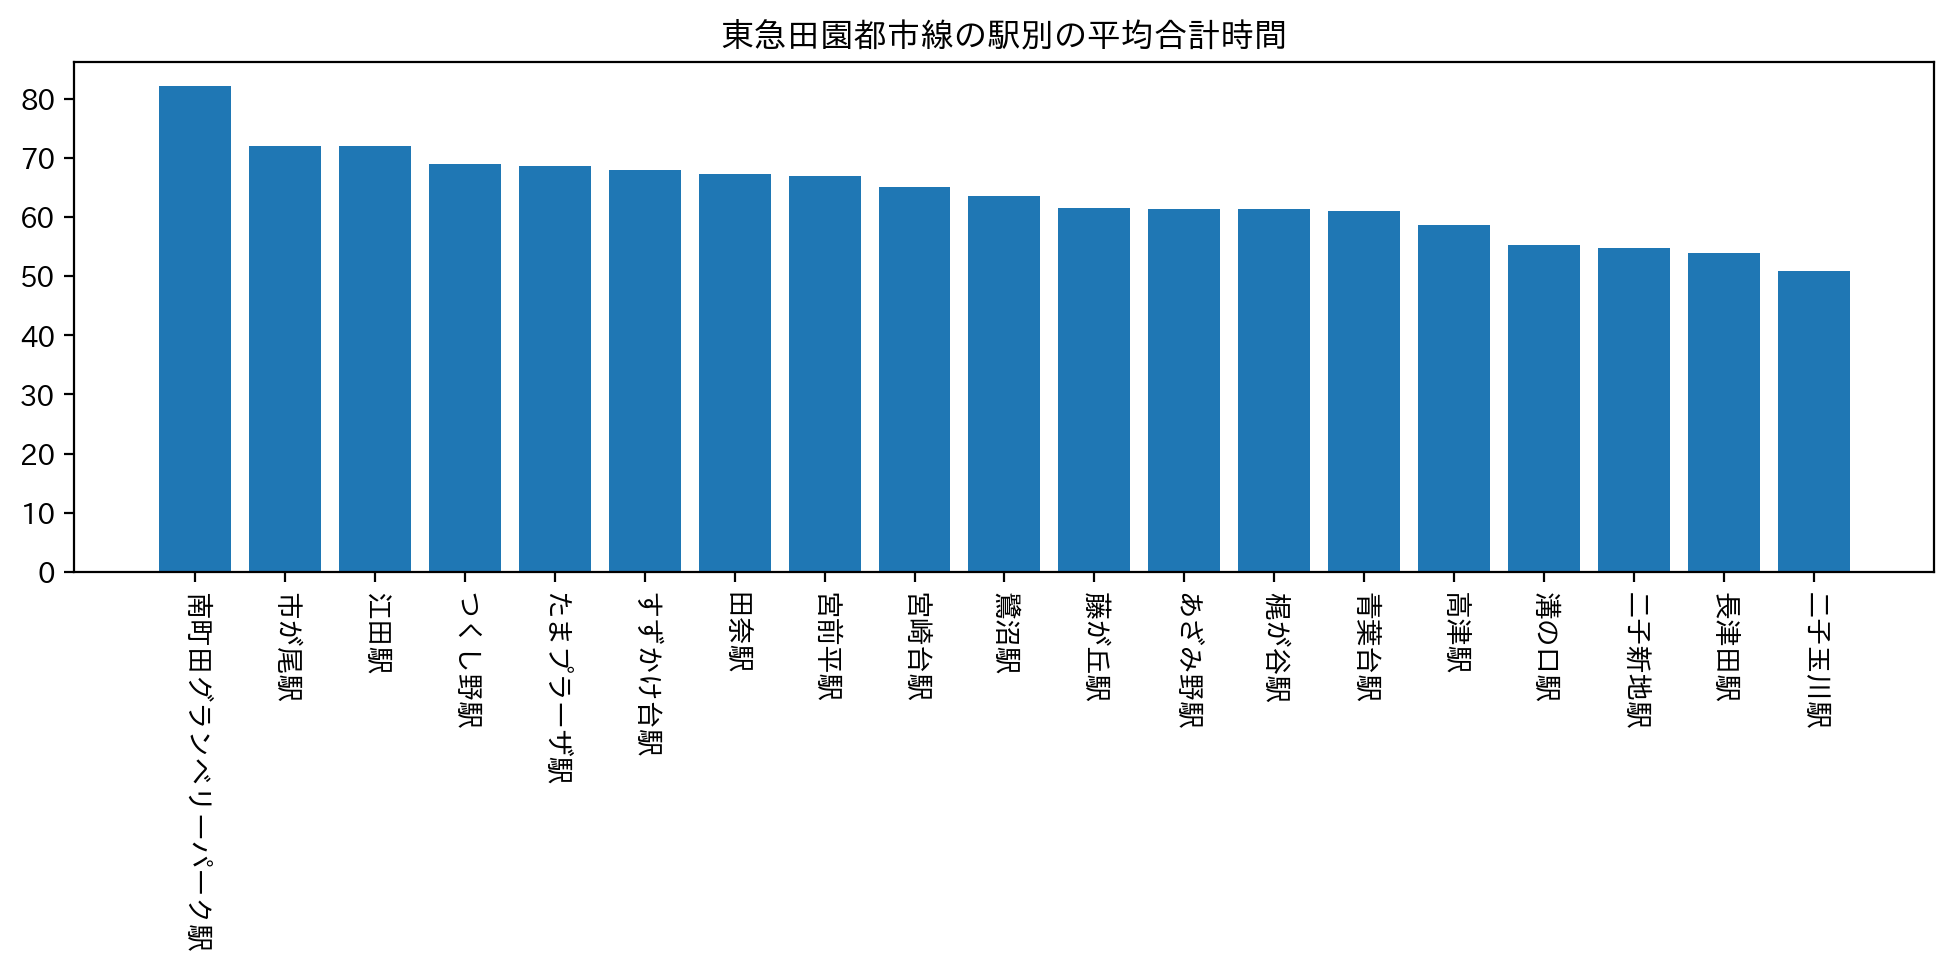 東急田園都市線の駅別の平均合計時間
80
70
60
50
40
30
20
10
0
南町田グランベリーパーク駅
市が尾駅
江田駅
つくし野駅
たまプラーザ駅
すずかけ台駅
田奈駅
宮前平駅
宮崎台駅
鷺沼駅
藤が丘駅
あざみ野駅
梶が谷駅
青葉台駅
高津駅
溝の口駅
二子新地駅
長津田駅
二子玉川駅